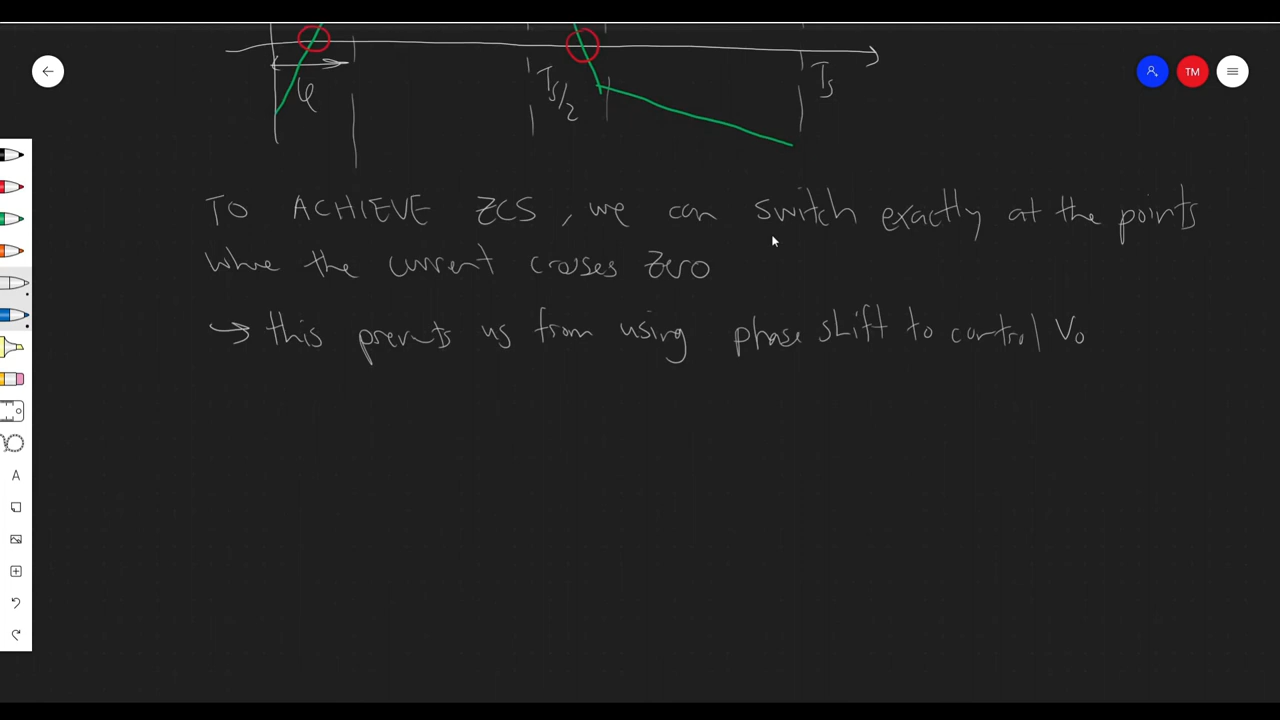 φ
Ts/2
Ts
TM
TO ACHIEVE ZCS, we can switch exactly at the points
where the current crosses zero
→ this prevents us from using phase shift to control Vo
A